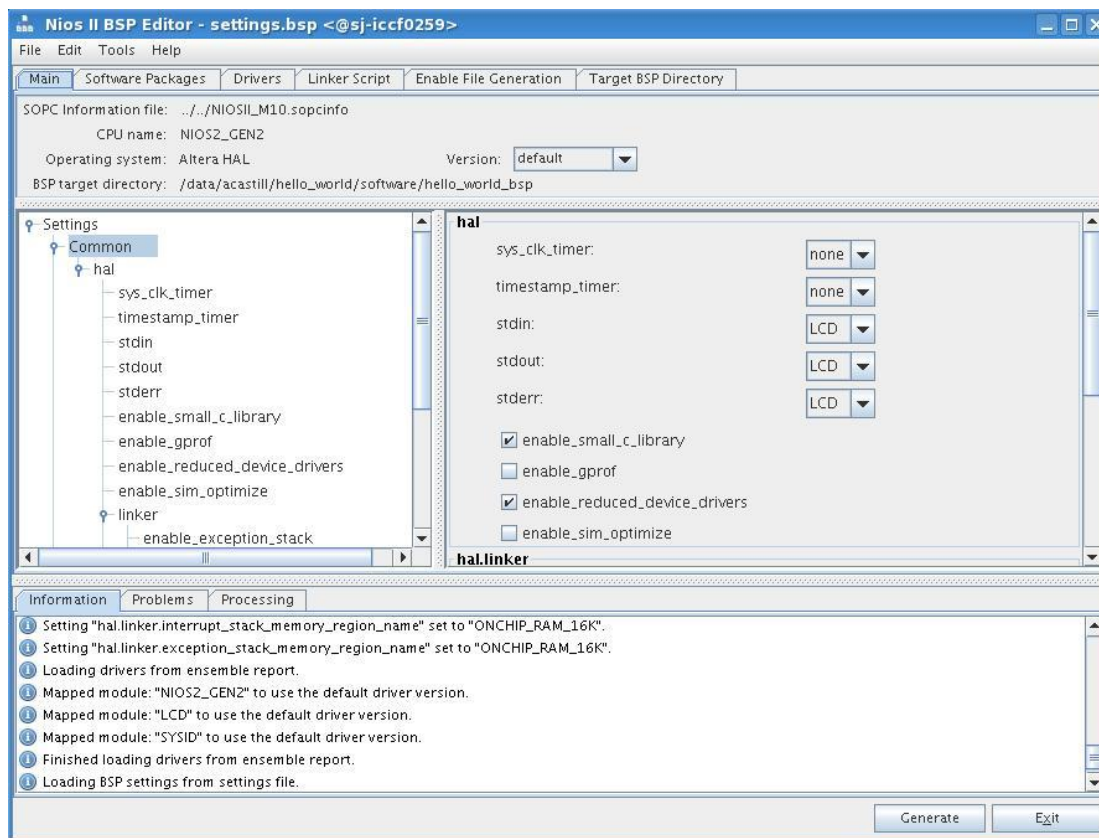 Nios II BSP Editor - settings.bsp <@sj-iccf0259>
File Edit Tools Help
Main Software Packages Drivers Linker Script Enable File Generation Target BSP Directory
SOPC Information file: ../../NIOSII_M10.sopcinfo
CPU name: NIOS2_GEN2
Operating system: Altera HAL Version: default
BSP target directory: /data/acastill/hello_world/software/hello_world_bsp
Settings
Common
hal
sys_clk_timer
timestamp_timer
stdin
stdout
stderr
enable_small_c_library
enable_gprof
enable_reduced_device_drivers
enable_sim_optimize
linker
enable_exception_stack
hal
sys_clk_timer: none
timestamp_timer: none
stdin: LCD
stdout: LCD
stderr: LCD
enable_small_c_library
enable_gprof
enable_reduced_device_drivers
enable_sim_optimize
hal.linker
Information Problems Processing
Setting "hal.linker.interrupt_stack_memory_region_name" set to "ONCHIP_RAM_16K".
Setting "hal.linker.exception_stack_memory_region_name" set to "ONCHIP_RAM_16K".
Loading drivers from ensemble report.
Mapped module: "NIOS2_GEN2" to use the default driver version.
Mapped module: "LCD" to use the default driver version.
Mapped module: "SYSID" to use the default driver version.
Finished loading drivers from ensemble report.
Loading BSP settings from settings file.
Generate Exit